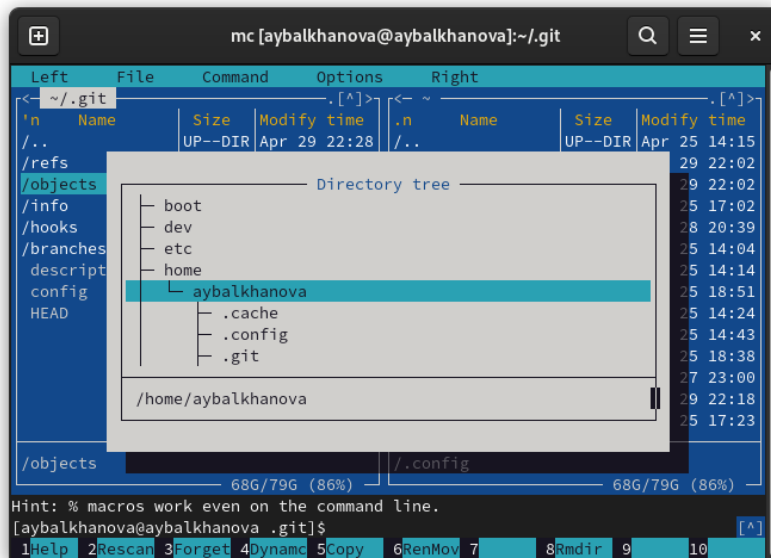 mc [aybalkhanova@aybalkhanova]:~/.git
Left File Command Options Right
<— ~/.git .[^]> <— ~ .[^]>
'n Name Size Modify time .n Name Size Modify time
/.. UP--DIR Apr 29 22:28 /.. UP--DIR Apr 25 14:15
/refs 29 22:02
/objects Directory tree 29 22:02
/info boot 25 17:02
/hooks dev 28 20:39
/branches etc 25 14:04
descript home 25 14:14
config aybalkhanova 25 18:51
HEAD .cache 25 14:24
.config 25 14:43
.git 25 18:38
27 23:00
/home/aybalkhanova 29 22:18
25 17:23
/objects /.config
68G/79G (86%) 68G/79G (86%)
Hint: % macros work even on the command line.
[aybalkhanova@aybalkhanova .git]$ [^]
1Help 2Rescan 3Forget 4Dynamc 5Copy 6RenMov 7 8Rmdir 9 10